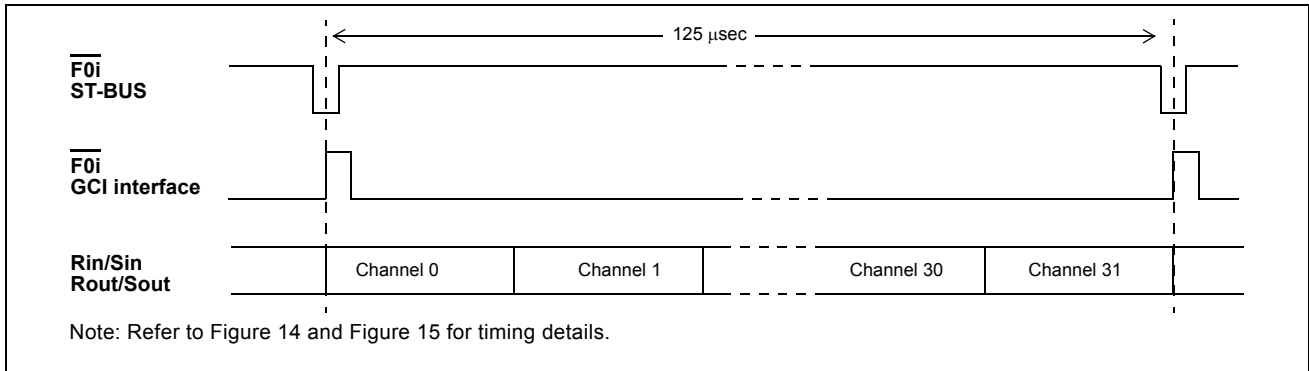 125 μsec
F0i
ST-BUS
F0i
GCI interface
Rin/Sin
Rout/Sout
Channel 0
Channel 1
Channel 30
Channel 31
Note: Refer to Figure 14 and Figure 15 for timing details.